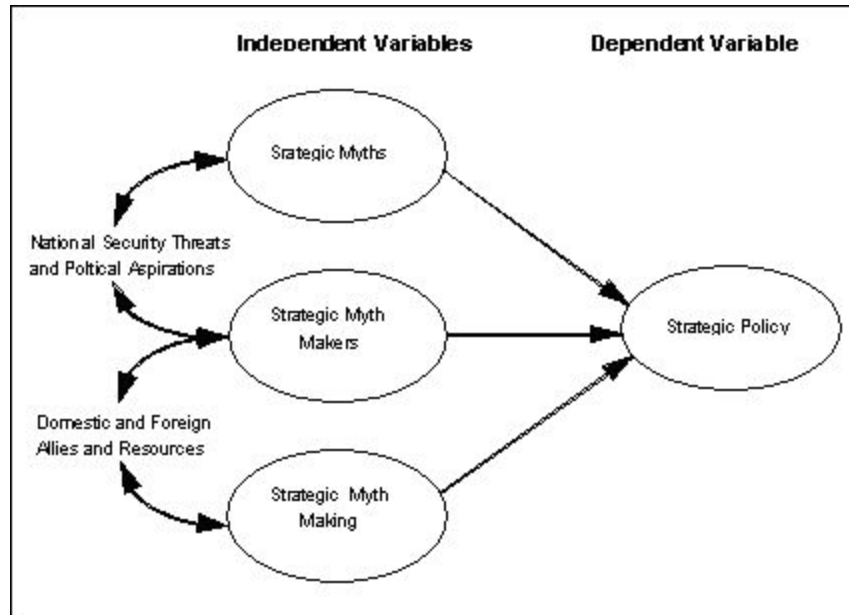 Independent Variables
Dependent Variable
Srategic Myths
National Security Threats
and Poltical Aspirations
Strategic Myth
Makers
Strategic Policy
Domestic and Foreign
Allies and Resources
Strategic Myth
Making